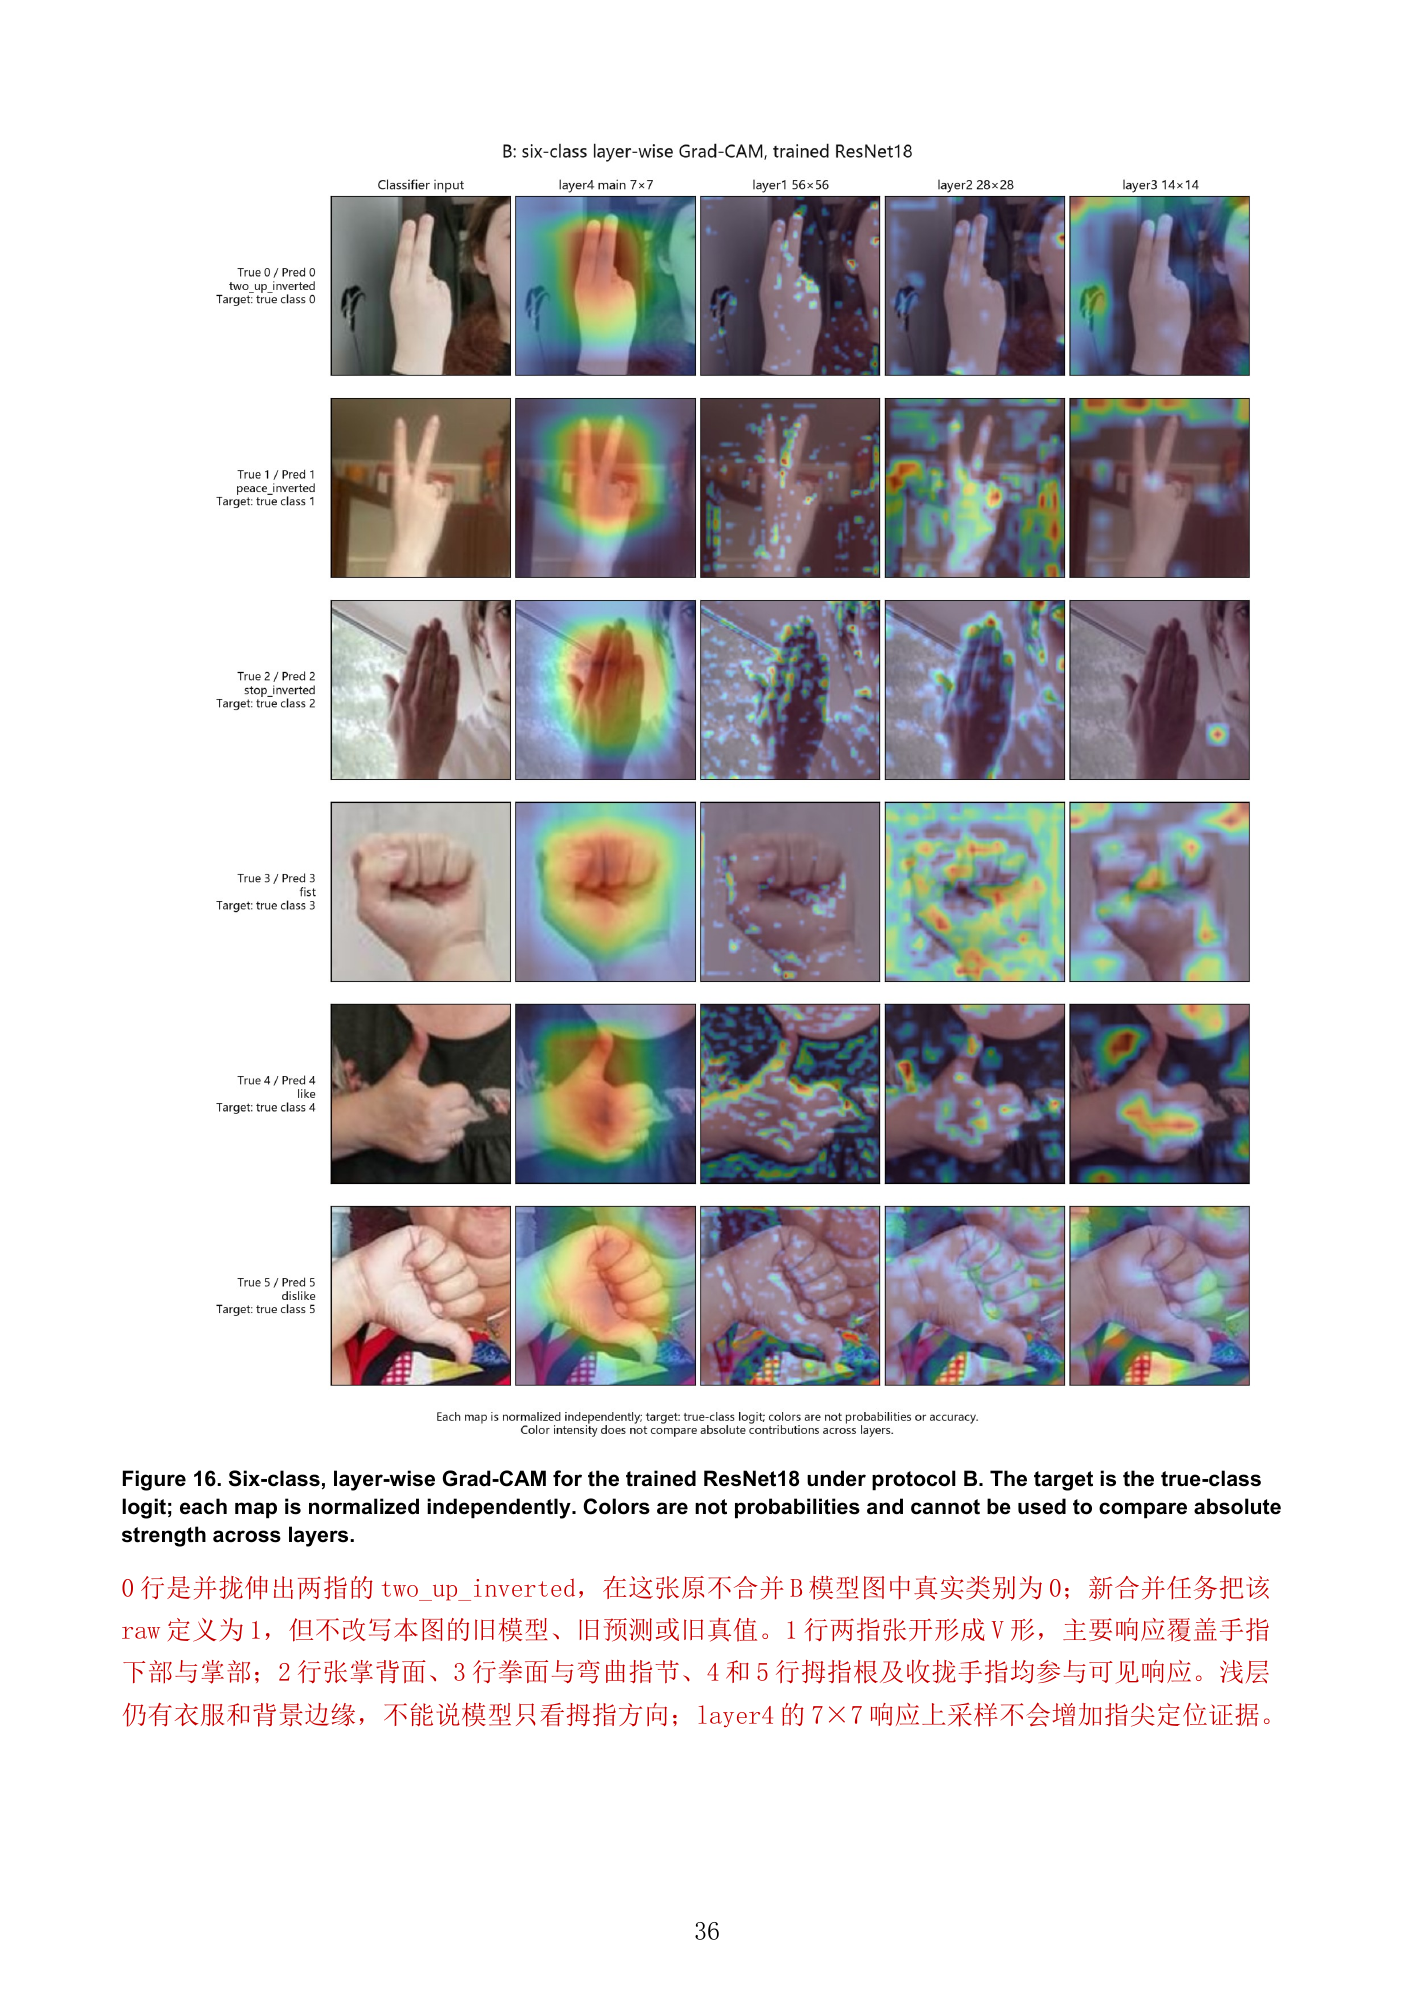 B: six-class layer-wise Grad-CAM, trained ResNet18
Classifier input
layer4 main 7×7
layer1 56×56
layer2 28×28
layer3 14×14
True 0 / Pred 0
two_up_inverted
Target: true class 0
True 1 / Pred 1
peace_inverted
Target: true class 1
True 2 / Pred 2
stop_inverted
Target: true class 2
True 3 / Pred 3
fist
Target: true class 3
True 4 / Pred 4
like
Target: true class 4
True 5 / Pred 5
dislike
Target: true class 5
Each map is normalized independently; target: true-class logit; colors are not probabilities or accuracy.
Color intensity does not compare absolute contributions across layers.
Figure 16. Six-class, layer-wise Grad-CAM for the trained ResNet18 under protocol B. The target is the true-class
logit; each map is normalized independently. Colors are not probabilities and cannot be used to compare absolute
strength across layers.
0 行是并拢伸出两指的 two_up_inverted，在这张原不合并 B 模型图中真实类别为 0；新合并任务把该
raw 定义为 1，但不改写本图的旧模型、旧预测或旧真值。1 行两指张开形成 V 形，主要响应覆盖手指
下部与掌部；2 行张掌背面、3 行拳面与弯曲指节、4 和 5 行拇指根及收拢手指均参与可见响应。浅层
仍有衣服和背景边缘，不能说模型只看拇指方向；layer4 的 7×7 响应上采样不会增加指尖定位证据。
36